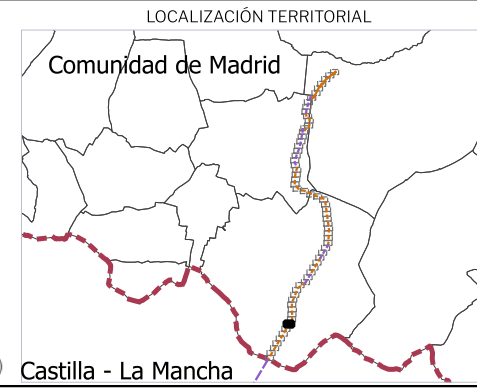 LOCALIZACIÓN TERRITORIAL
Comunidad de Madrid
Castilla - La Mancha